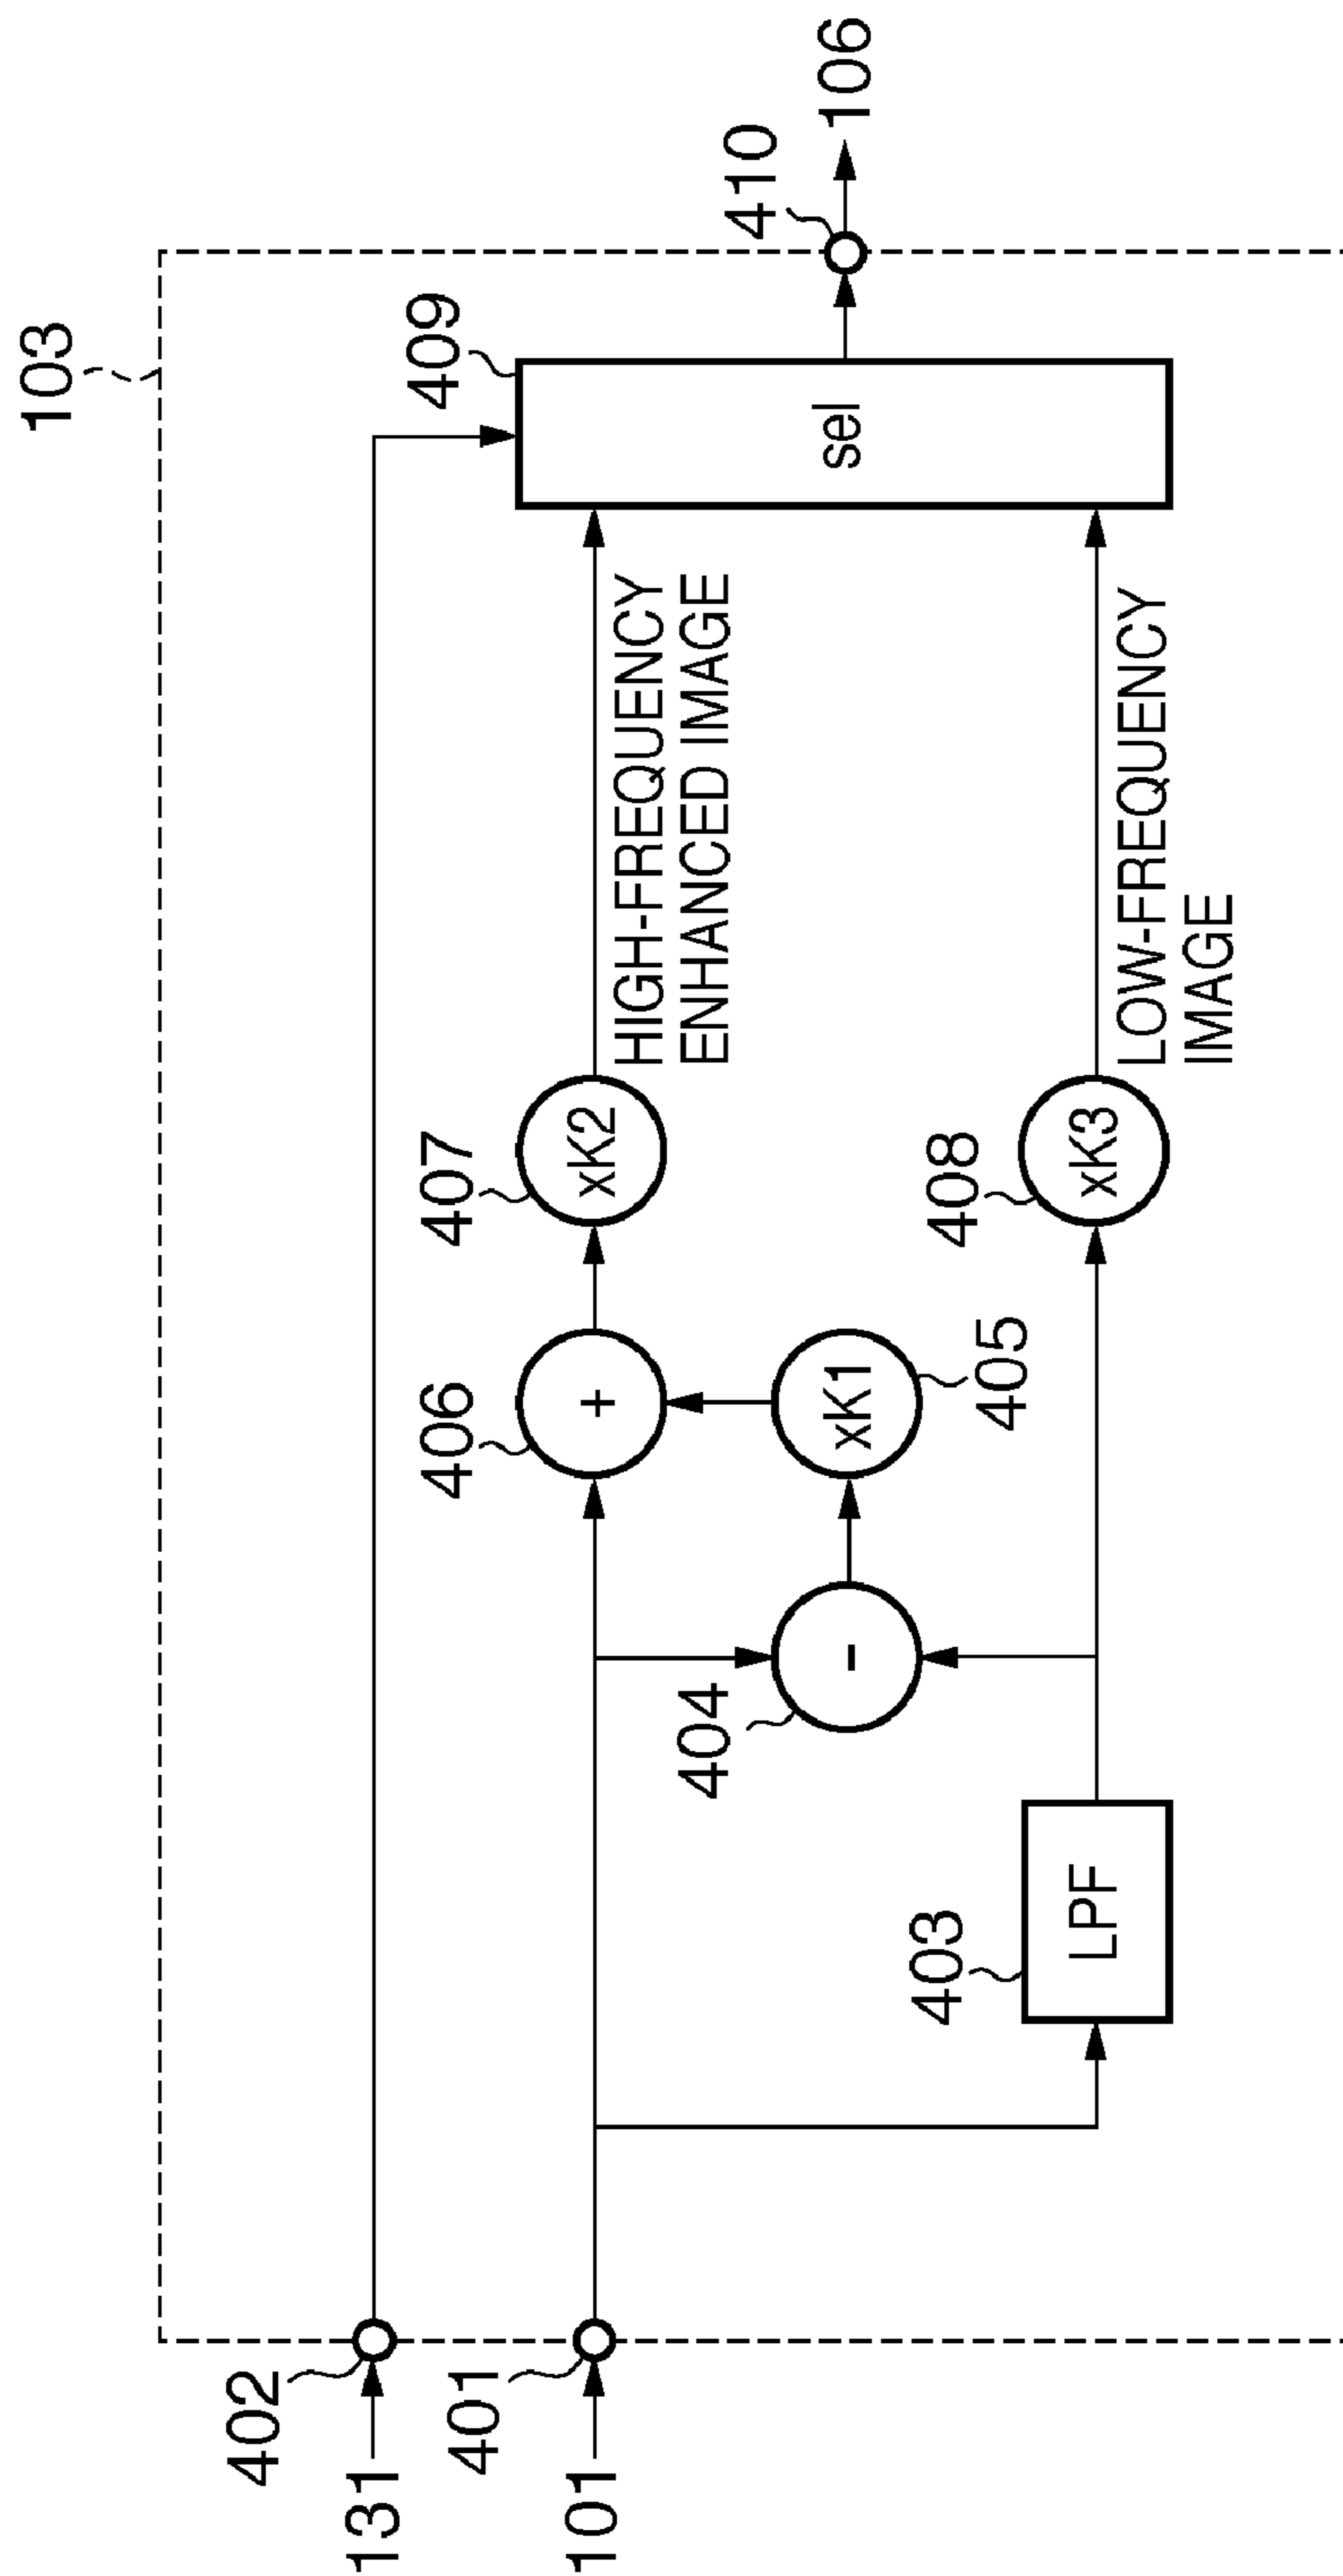 103
402
131
401
101
403
LPF
404
-
406
+
xK1
405
407
xK2
408
xK3
HIGH-FREQUENCY
ENHANCED IMAGE
LOW-FREQUENCY
IMAGE
409
sel
410
106